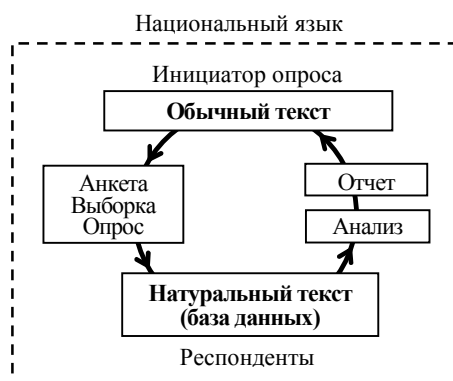 Национальный язык
Инициатор опроса
Обычный текст
Анкета
Выборка
Опрос
Отчет
Анализ
Натуральный текст
(база данных)
Респонденты